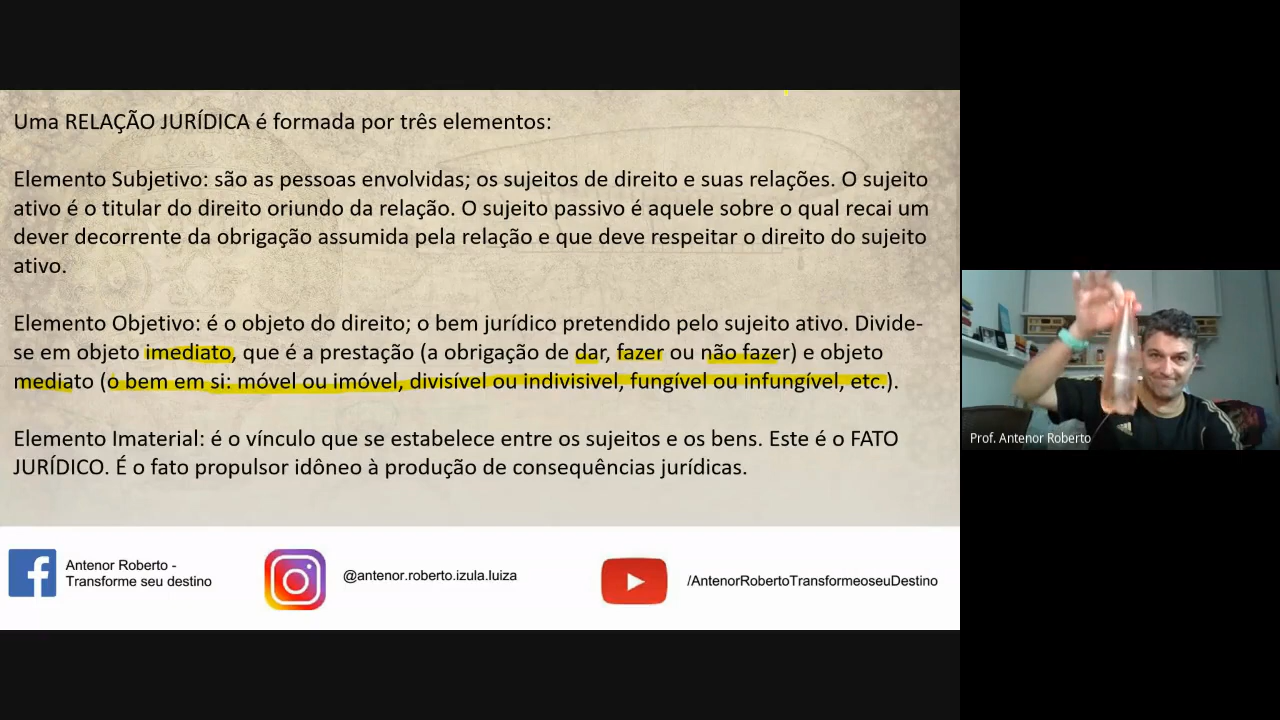 Uma RELAÇÃO JURÍDICA é formada por três elementos:
Elemento Subjetivo: são as pessoas envolvidas; os sujeitos de direito e suas relações. O sujeito
ativo é o titular do direito oriundo da relação. O sujeito passivo é aquele sobre o qual recai um
dever decorrente da obrigação assumida pela relação e que deve respeitar o direito do sujeito
ativo.
Elemento Objetivo: é o objeto do direito; o bem jurídico pretendido pelo sujeito ativo. Divide-
se em objeto imediato, que é a prestação (a obrigação de dar, fazer ou não fazer) e objeto
mediato (o bem em si: móvel ou imóvel, divisível ou indivisivel, fungível ou infungível, etc.).
Elemento Imaterial: é o vínculo que se estabelece entre os sujeitos e os bens. Este é o FATO
JURÍDICO. É o fato propulsor idôneo à produção de consequências jurídicas.
Prof. Antenor Roberto
Antenor Roberto -
Transforme seu destino
@antenor.roberto.izula.luiza
/AntenorRobertoTransformeoseuDestino